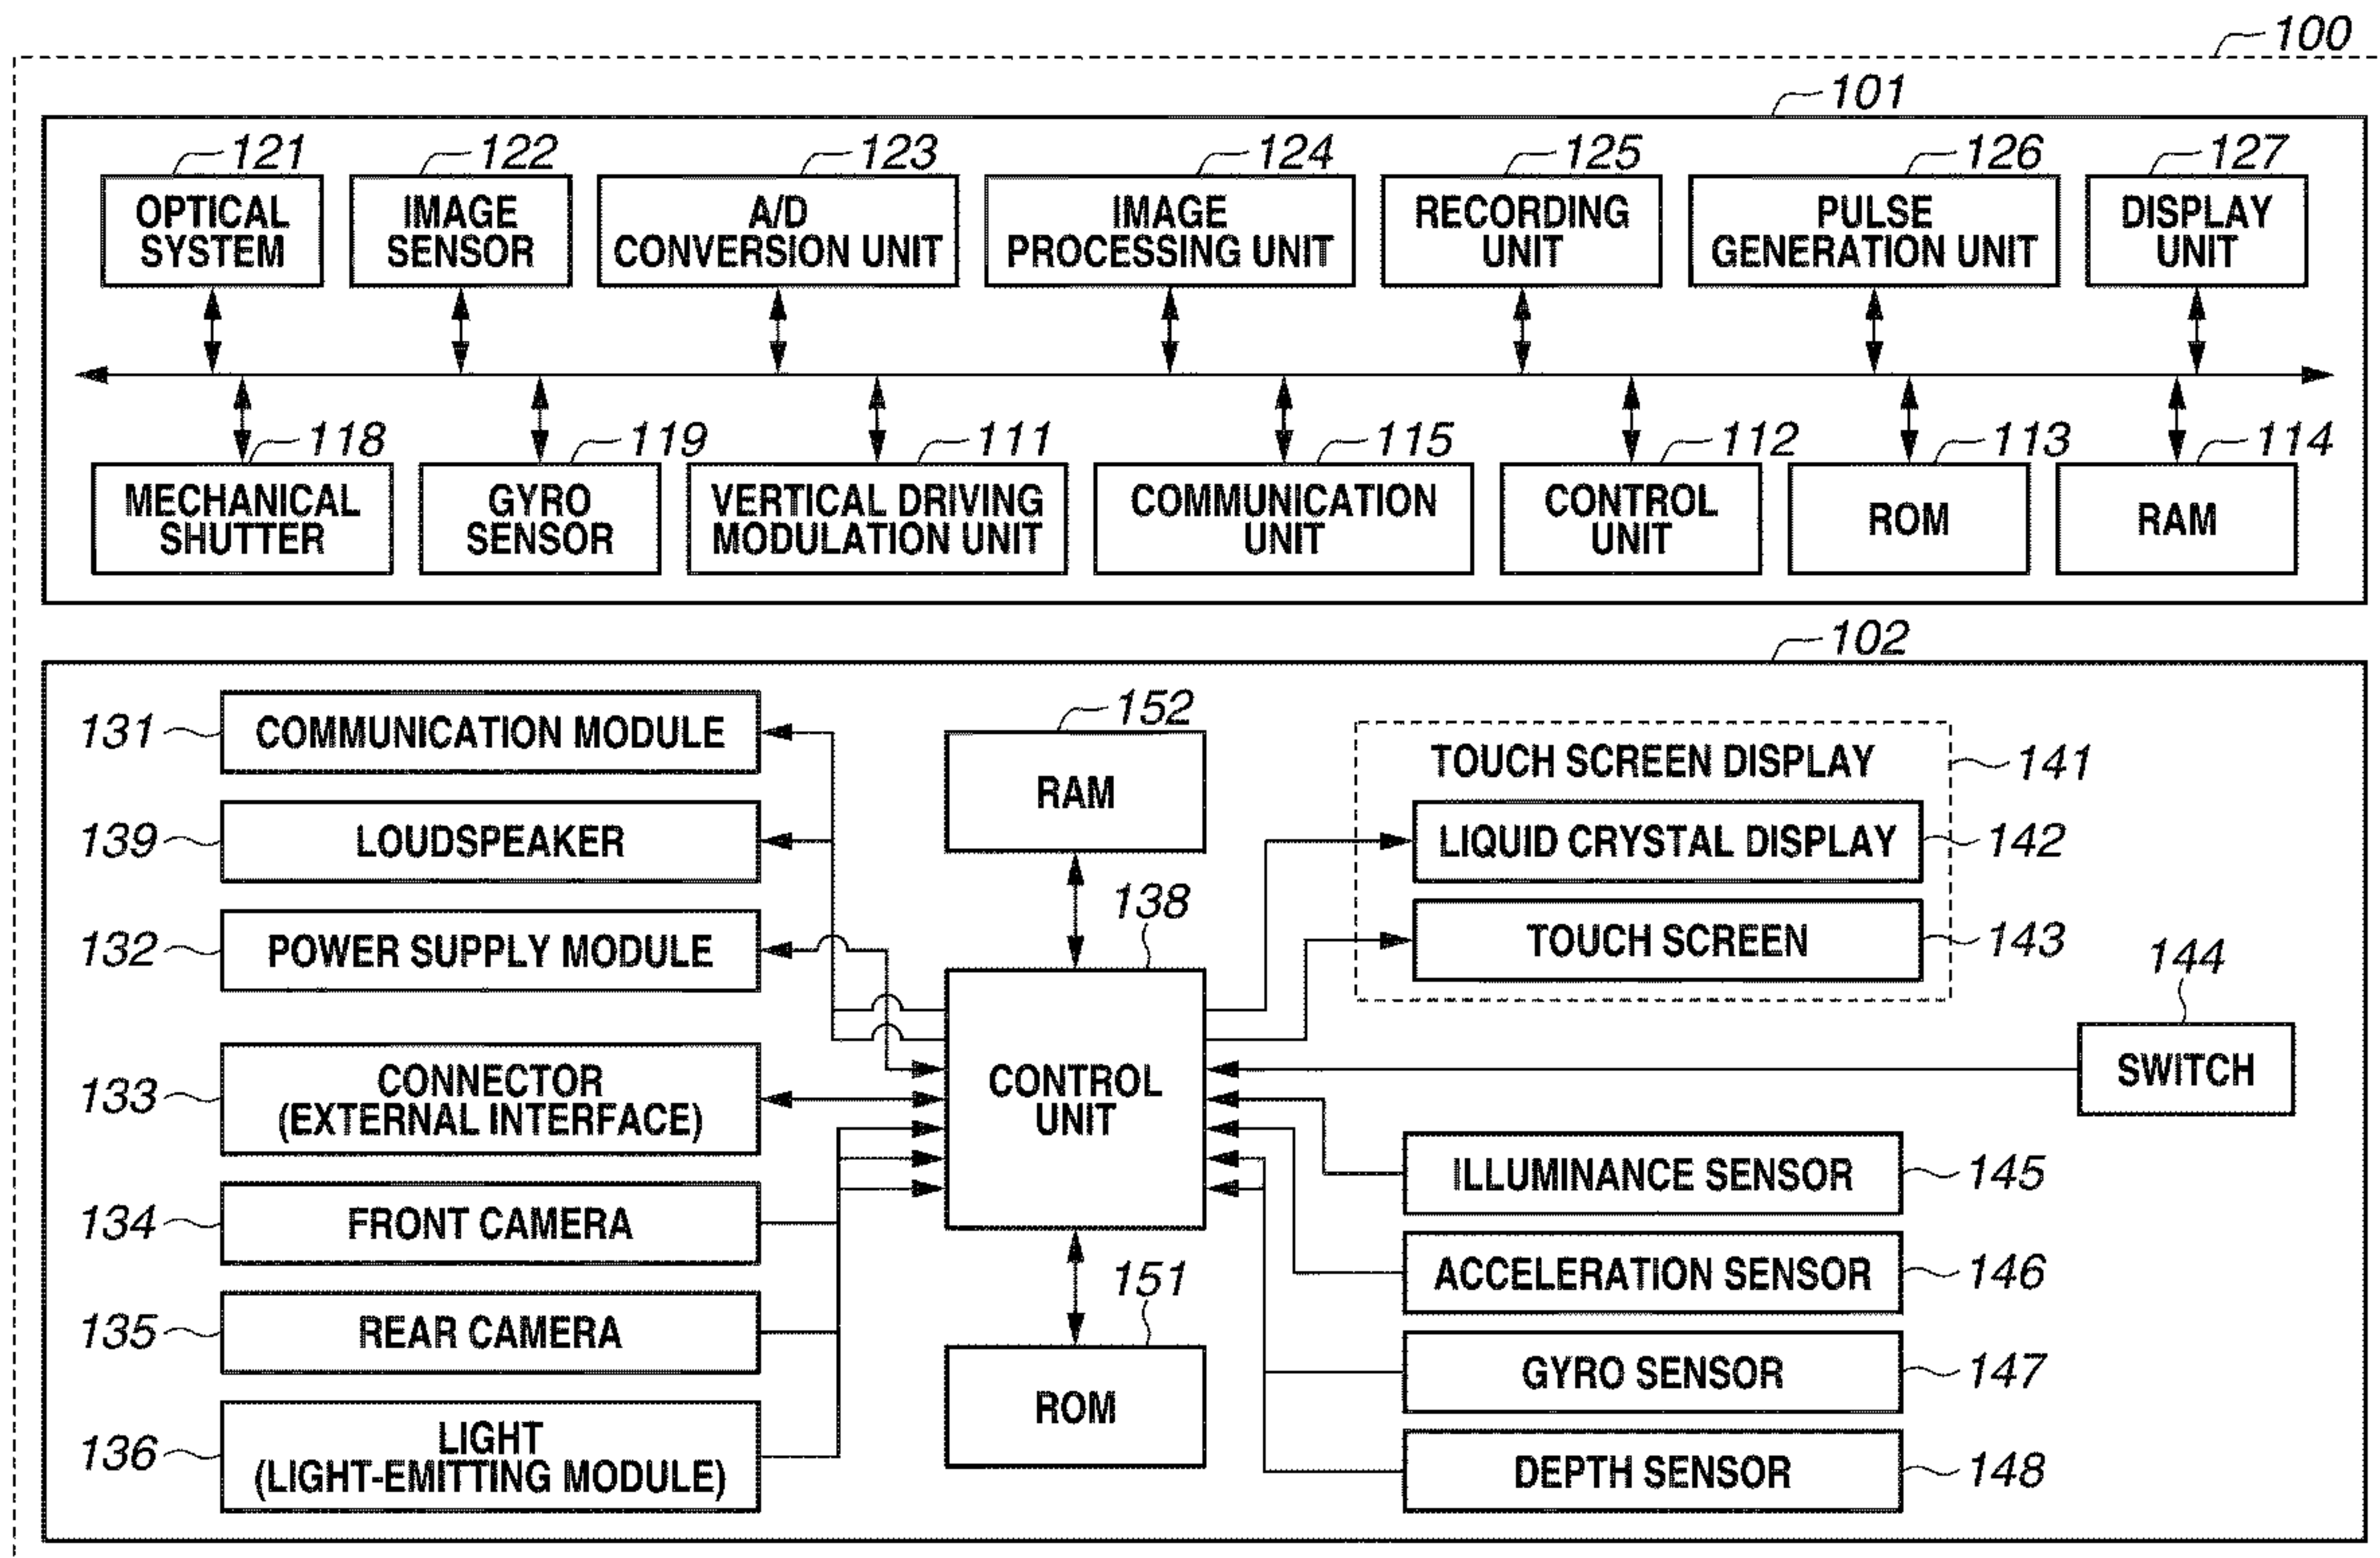 100
101
121
122
123
124
125
126
127
OPTICAL
SYSTEM
IMAGE
SENSOR
A/D
CONVERSION UNIT
IMAGE
PROCESSING UNIT
RECORDING
UNIT
PULSE
GENERATION UNIT
DISPLAY
UNIT
118
119
111
115
112
113
114
MECHANICAL
SHUTTER
GYRO
SENSOR
VERTICAL DRIVING
MODULATION UNIT
COMMUNICATION
UNIT
CONTROL
UNIT
ROM
RAM
102
131
COMMUNICATION MODULE
139
LOUDSPEAKER
132
POWER SUPPLY MODULE
133
CONNECTOR
(EXTERNAL INTERFACE)
134
FRONT CAMERA
135
REAR CAMERA
136
LIGHT
(LIGHT-EMITTING MODULE)
152
RAM
138
CONTROL
UNIT
151
ROM
TOUCH SCREEN DISPLAY
141
LIQUID CRYSTAL DISPLAY
142
TOUCH SCREEN
143
144
SWITCH
ILLUMINANCE SENSOR
145
ACCELERATION SENSOR
146
GYRO SENSOR
147
DEPTH SENSOR
148